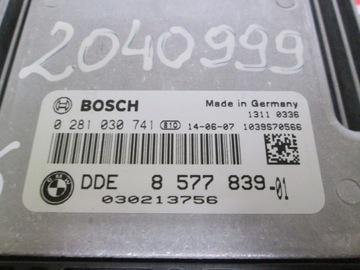 2040999
BOSCH
Made in Germany
1311 0336
0 281 030 741 B10 14-06-07 1039S70566
DDE 8 577 839-01
030213756